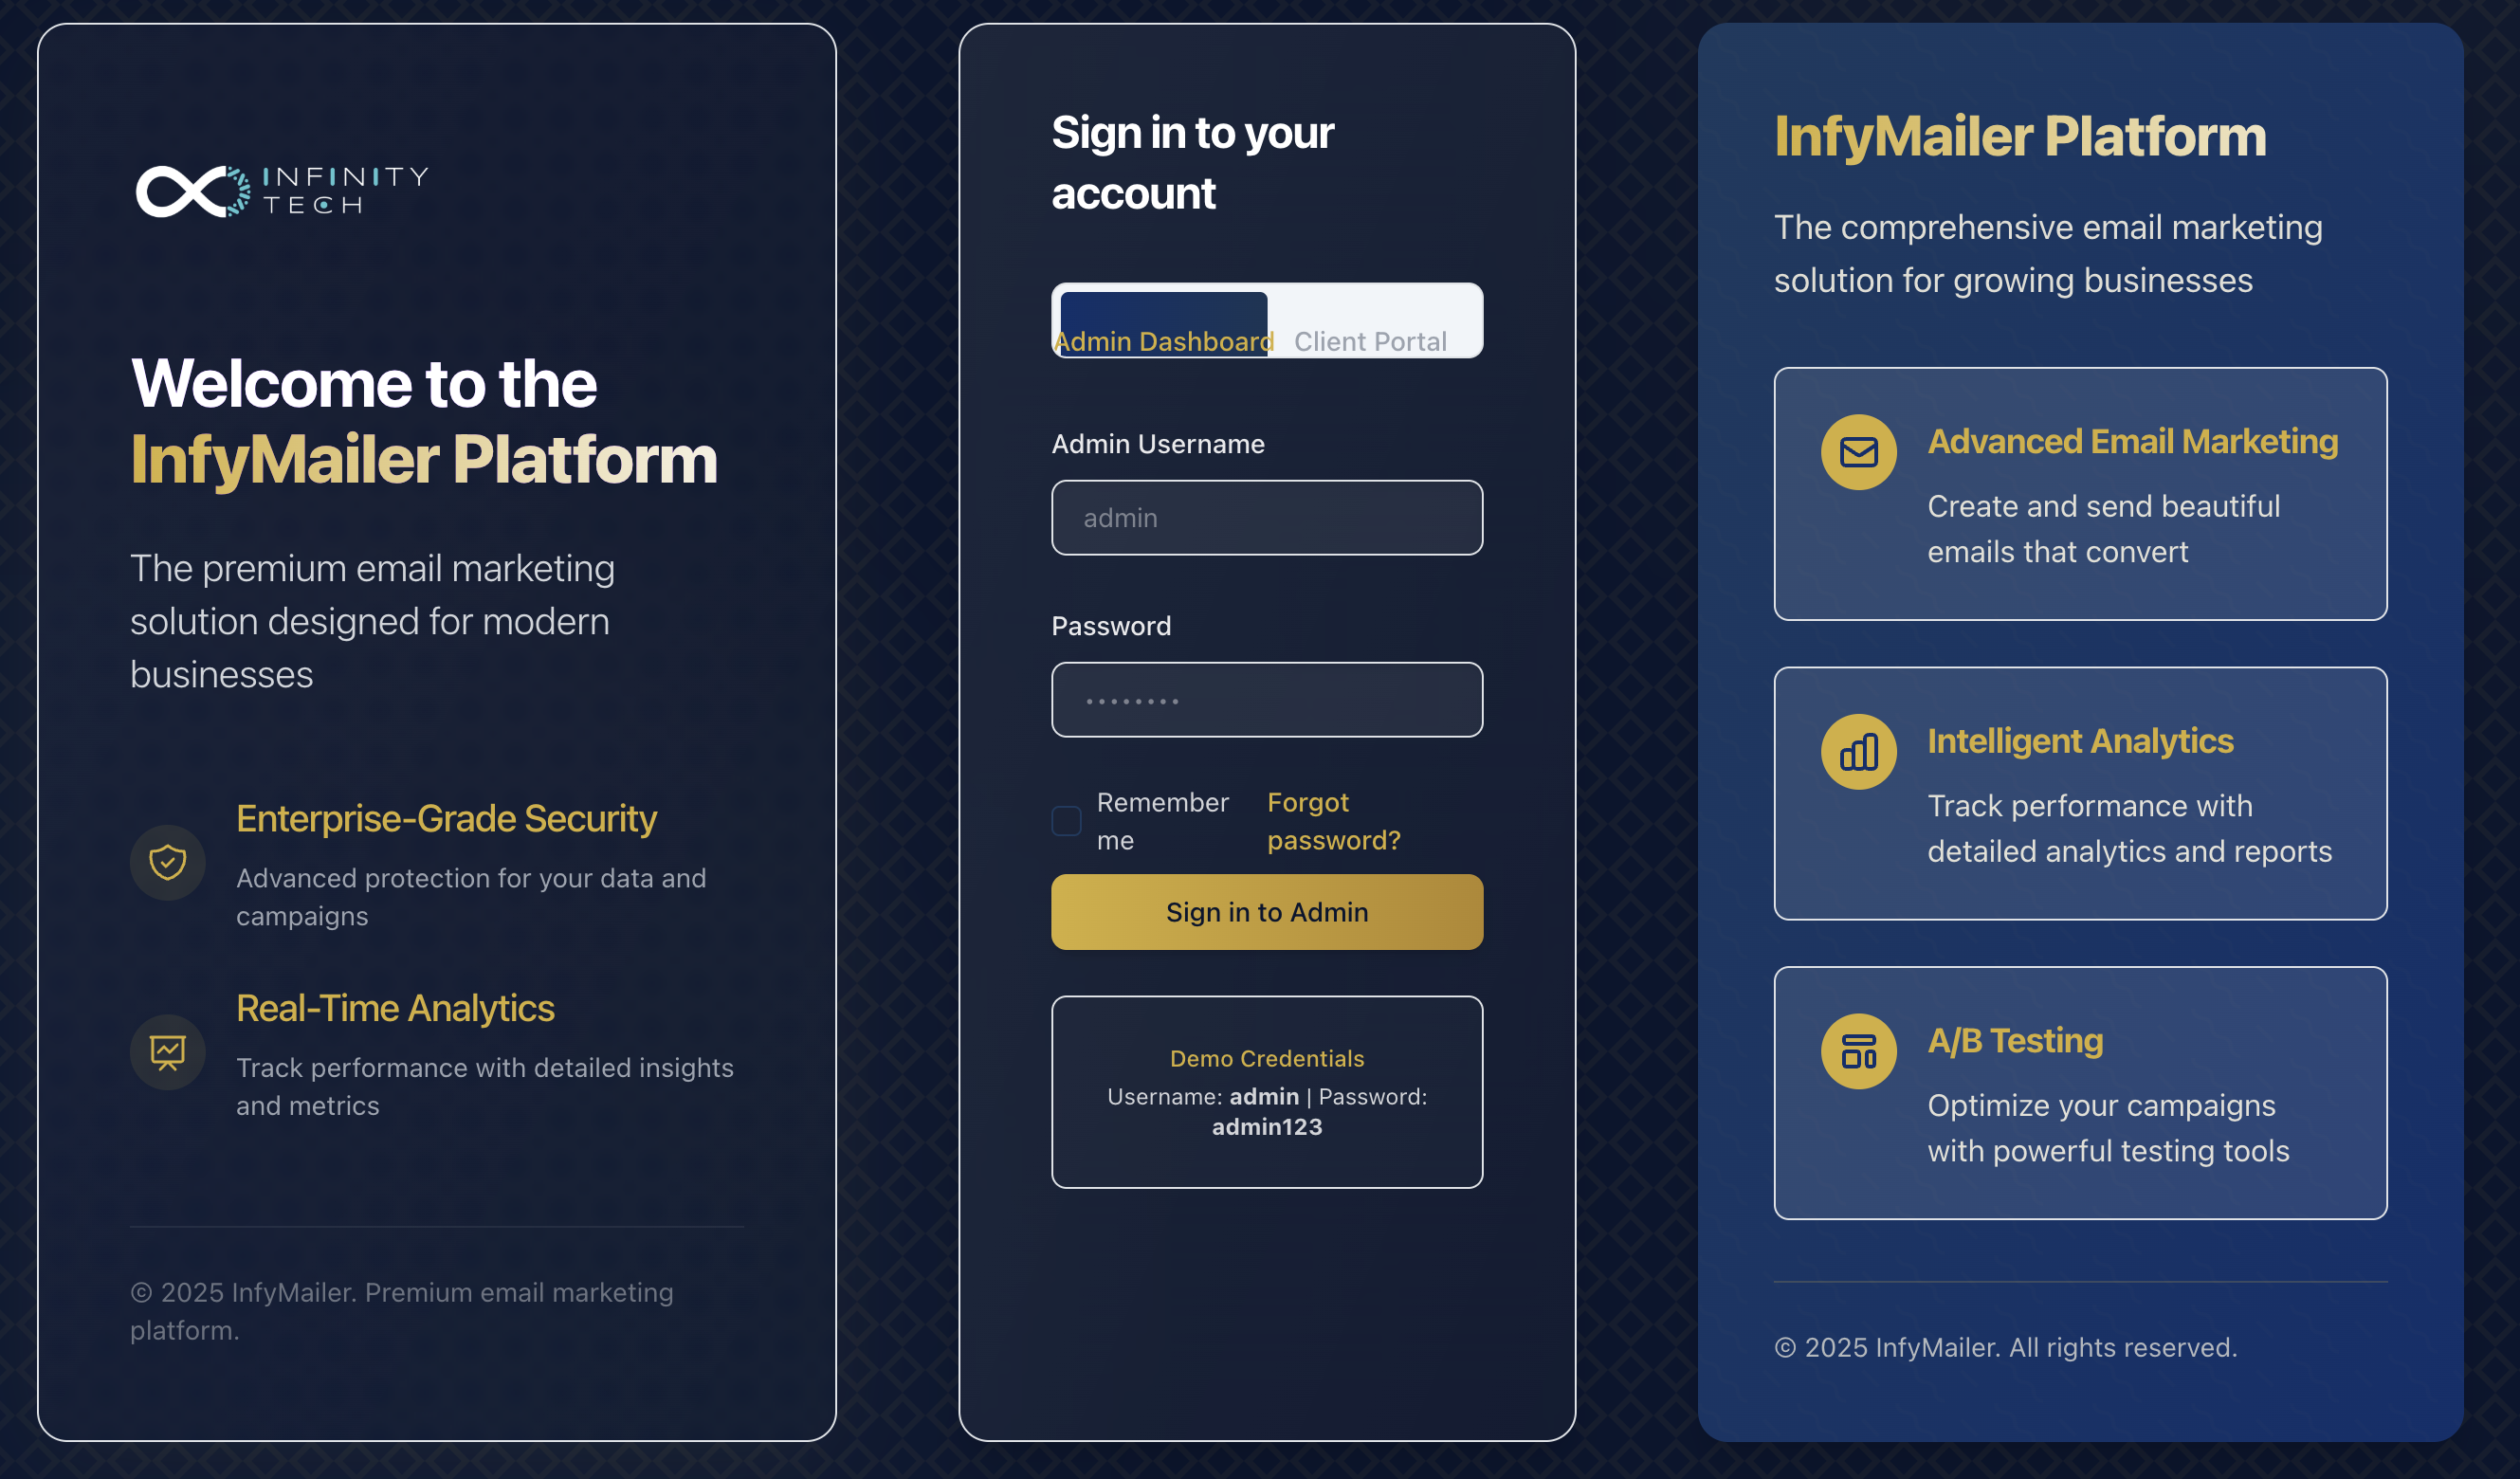 INFINITY
TECH
Welcome to the
InfyMailer Platform
The premium email marketing
solution designed for modern
businesses
Enterprise-Grade Security
Advanced protection for your data and
campaigns
Real-Time Analytics
Track performance with detailed insights
and metrics
© 2025 InfyMailer. Premium email marketing
platform.
Sign in to your
account
Admin Dashboard
Client Portal
Admin Username
admin
Password
Remember
me
Forgot
password?
Sign in to Admin
Demo Credentials
Username: admin | Password:
admin123
InfyMailer Platform
The comprehensive email marketing
solution for growing businesses
Advanced Email Marketing
Create and send beautiful
emails that convert
Intelligent Analytics
Track performance with
detailed analytics and reports
A/B Testing
Optimize your campaigns
with powerful testing tools
© 2025 InfyMailer. All rights reserved.